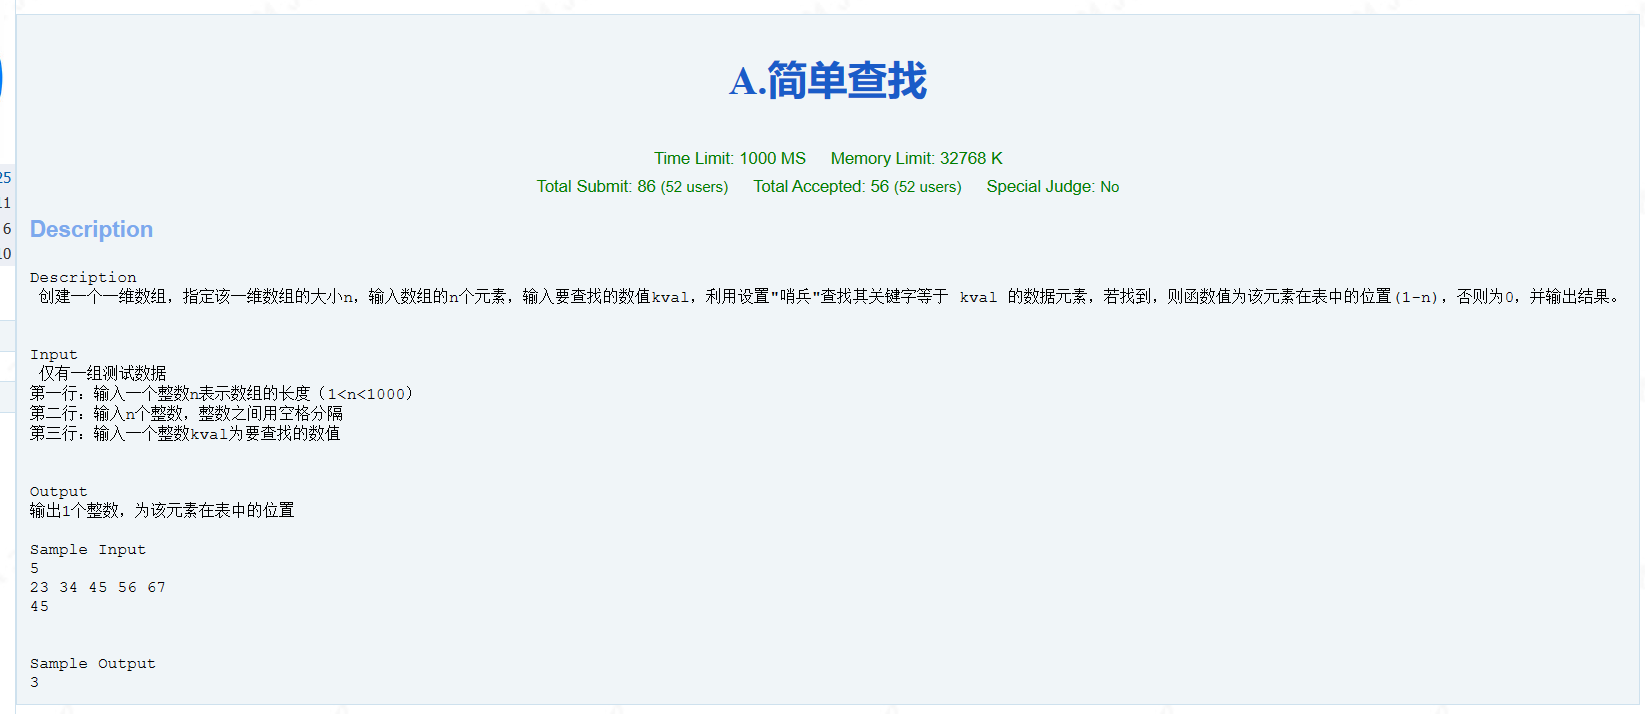 A.简单查找
Time Limit: 1000 MS Memory Limit: 32768 K
Total Submit: 86 (52 users) Total Accepted: 56 (52 users) Special Judge: No
25
11
6
10
Description
Description
创建一个一维数组，指定该一维数组的大小n，输入数组的n个元素，输入要查找的数值kval，利用设置"哨兵"查找其关键字等于 kval 的数据元素，若找到，则函数值为该元素在表中的位置(1-n)，否则为0，并输出结果。
Input
仅有一组测试数据
第一行：输入一个整数n表示数组的长度（1<n<1000）
第二行：输入n个整数，整数之间用空格分隔
第三行：输入一个整数kval为要查找的数值
Output
输出1个整数，为该元素在表中的位置
Sample Input
5
23 34 45 56 67
45
Sample Output
3